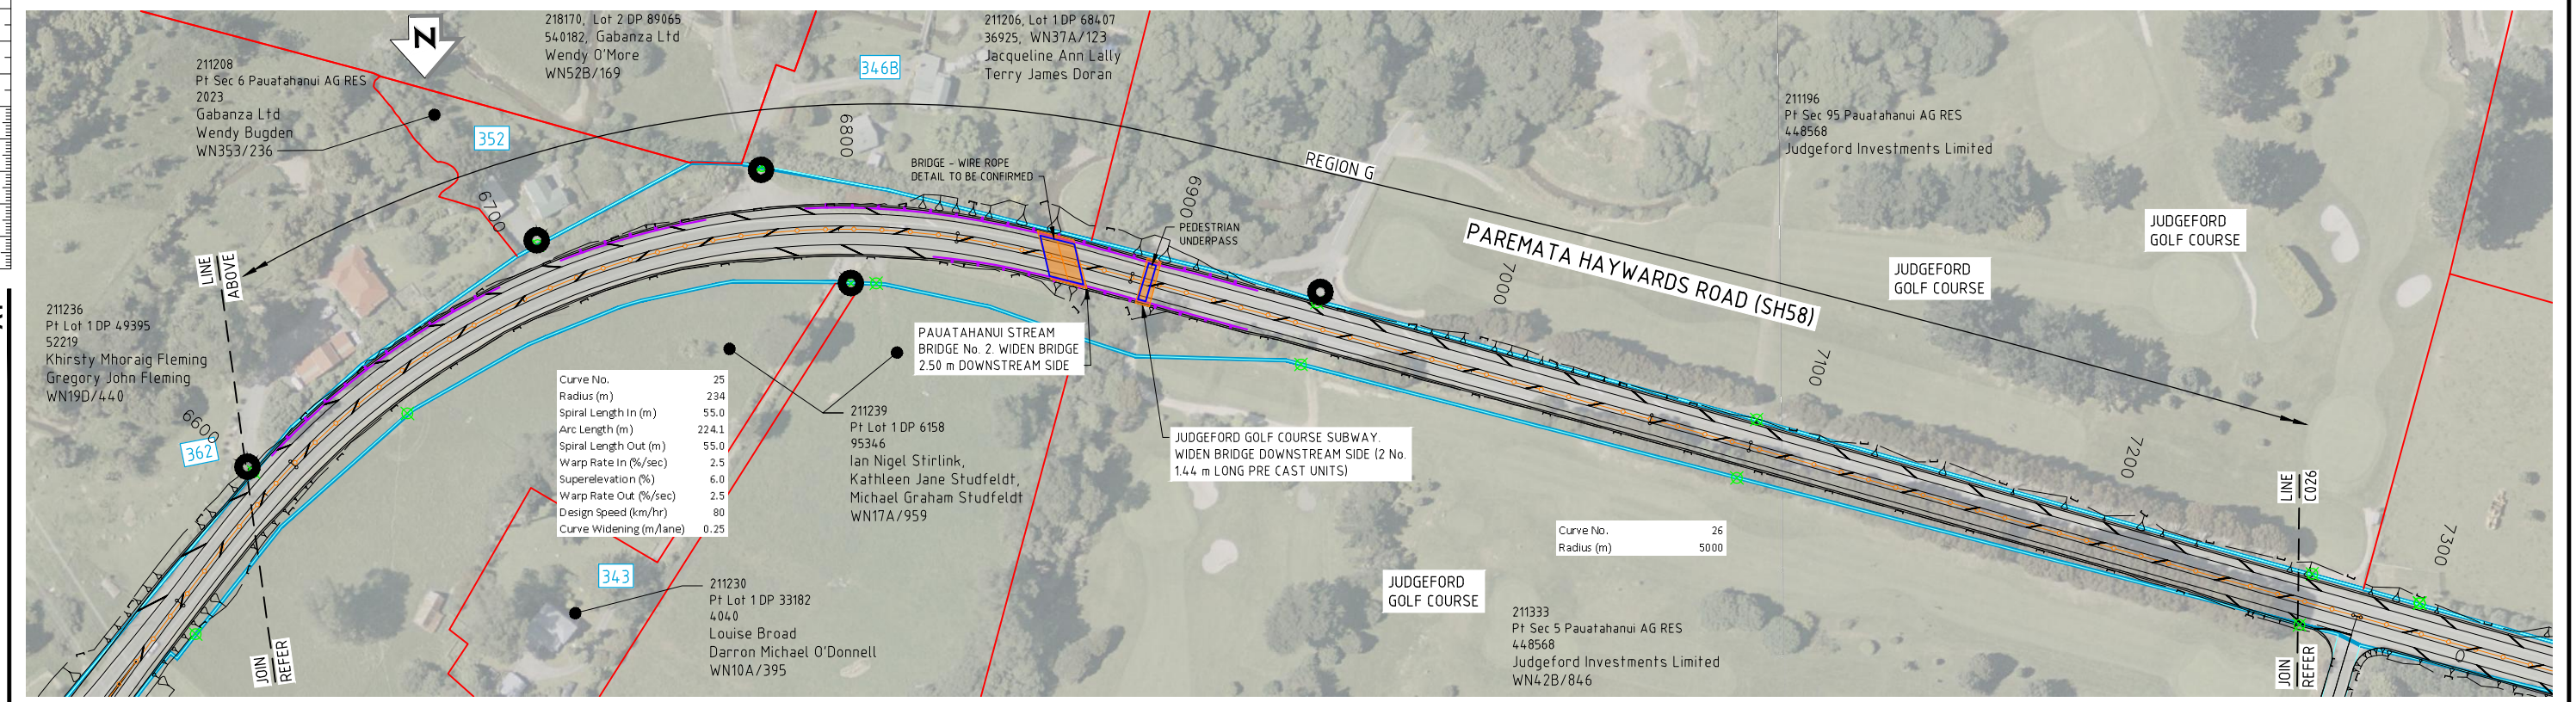 N
218170, Lot 2 DP 89065
540182, Gabanza Ltd
Wendy O'More
WN52B/169
211206, Lot 1 DP 68407
36925, WN37A/123
Jacqueline Ann Lally
Terry James Doran
346B
211208
Pt Sec 6 Pauatahanui AG RES
2023
Gabanza Ltd
Wendy Bugden
WN353/236
352
211196
Pt Sec 95 Pauatahanui AG RES
448568
Judgeford Investments Limited
6700
6800
BRIDGE - WIRE ROPE
DETAIL TO BE CONFIRMED
6900
REGION G
PEDESTRIAN
UNDERPASS
PAREMATA HAYWARDS ROAD (SH58)
7000
JUDGEFORD
GOLF COURSE
JUDGEFORD
GOLF COURSE
LINE
ABOVE
211236
Pt Lot 1 DP 49395
52219
Khirsty Mhoraig Fleming
Gregory John Fleming
WN19D/440
6600
362
PAUATAHANUI STREAM
BRIDGE No. 2. WIDEN BRIDGE
2.50 m DOWNSTREAM SIDE
7100
Curve No. 25
Radius (m) 234
Spiral Length In (m) 55.0
Arc Length (m) 224.1
Spiral Length Out (m) 55.0
Warp Rate In (%/sec) 2.5
Superelevation (%) 6.0
Warp Rate Out (%/sec) 2.5
Design Speed (km/hr) 80
Curve Widening (m/lane) 0.25
211239
Pt Lot 1 DP 6158
95346
Ian Nigel Stirlink,
Kathleen Jane Studfeldt,
Michael Graham Studfeldt
WN17A/959
JUDGEFORD GOLF COURSE SUBWAY.
WIDEN BRIDGE DOWNSTREAM SIDE (2 No.
1.44 m LONG PRE CAST UNITS)
7200
LINE
C026
7300
Curve No. 26
Radius (m) 5000
343
211230
Pt Lot 1 DP 33182
4040
Louise Broad
Darron Michael O'Donnell
WN10A/395
JUDGEFORD
GOLF COURSE
211333
Pt Sec 5 Pauatahanui AG RES
448568
Judgeford Investments Limited
WN42B/846
JOIN
REFER
JOIN
REFER
0